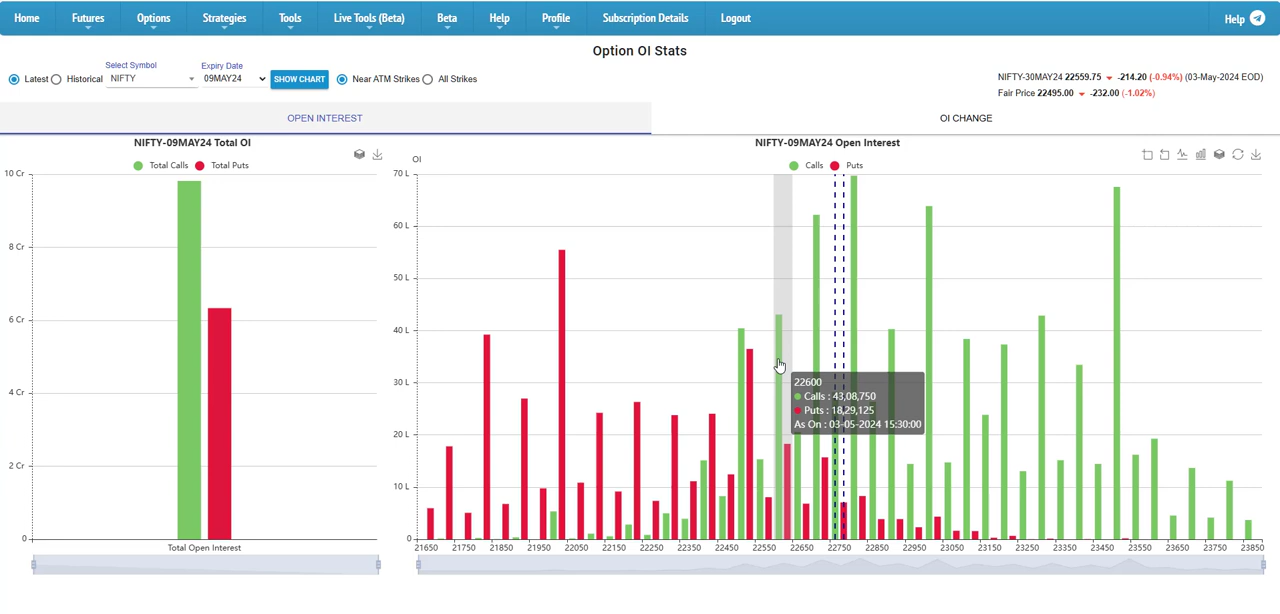 Home Futures Options Strategies Tools Live Tools (Beta) Beta Help Profile Subscription Details Logout Help
Option OI Stats
Select Symbol Expiry Date
Latest Historical NIFTY 09MAY24 SHOW CHART Near ATM Strikes All Strikes
NIFTY-30MAY24 22559.75 -214.20 (-0.94%) (03-May-2024 EOD)
Fair Price 22495.00 -232.00 (-1.02%)
OPEN INTEREST OI CHANGE
NIFTY-09MAY24 Total OI
Total Calls Total Puts
10 Cr
8 Cr
6 Cr
4 Cr
2 Cr
0
Total Open Interest
NIFTY-09MAY24 Open Interest
OI
Calls Puts
70 L
60 L
50 L
40 L
30 L
20 L
10 L
0
22600
Calls : 43,08,750
Puts : 18,29,125
As On : 03-05-2024 15:30:00
21650 21750 21850 21950 22050 22150 22250 22350 22450 22550 22650 22750 22850 22950 23050 23150 23250 23350 23450 23550 23650 23750 23850